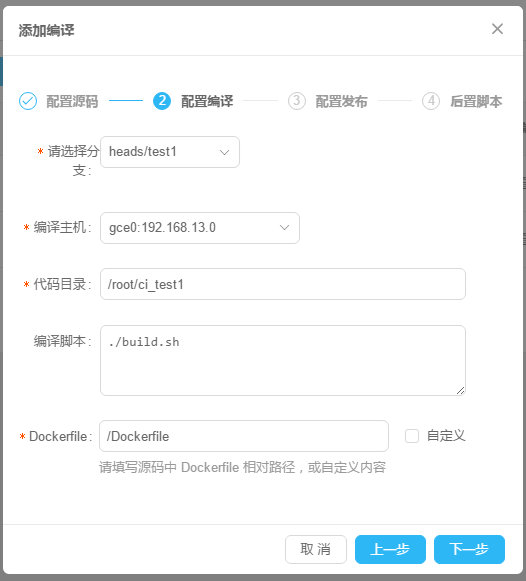 添加编译
配置源码 2 配置编译 3 配置发布 4 后置脚本
* 请选择分支: heads/test1
* 编译主机: gce0:192.168.13.0
* 代码目录: /root/ci_test1
编译脚本: ./build.sh
* Dockerfile: /Dockerfile 自定义
请填写源码中 Dockerfile 相对路径，或自定义内容
取 消 上一步 下一步